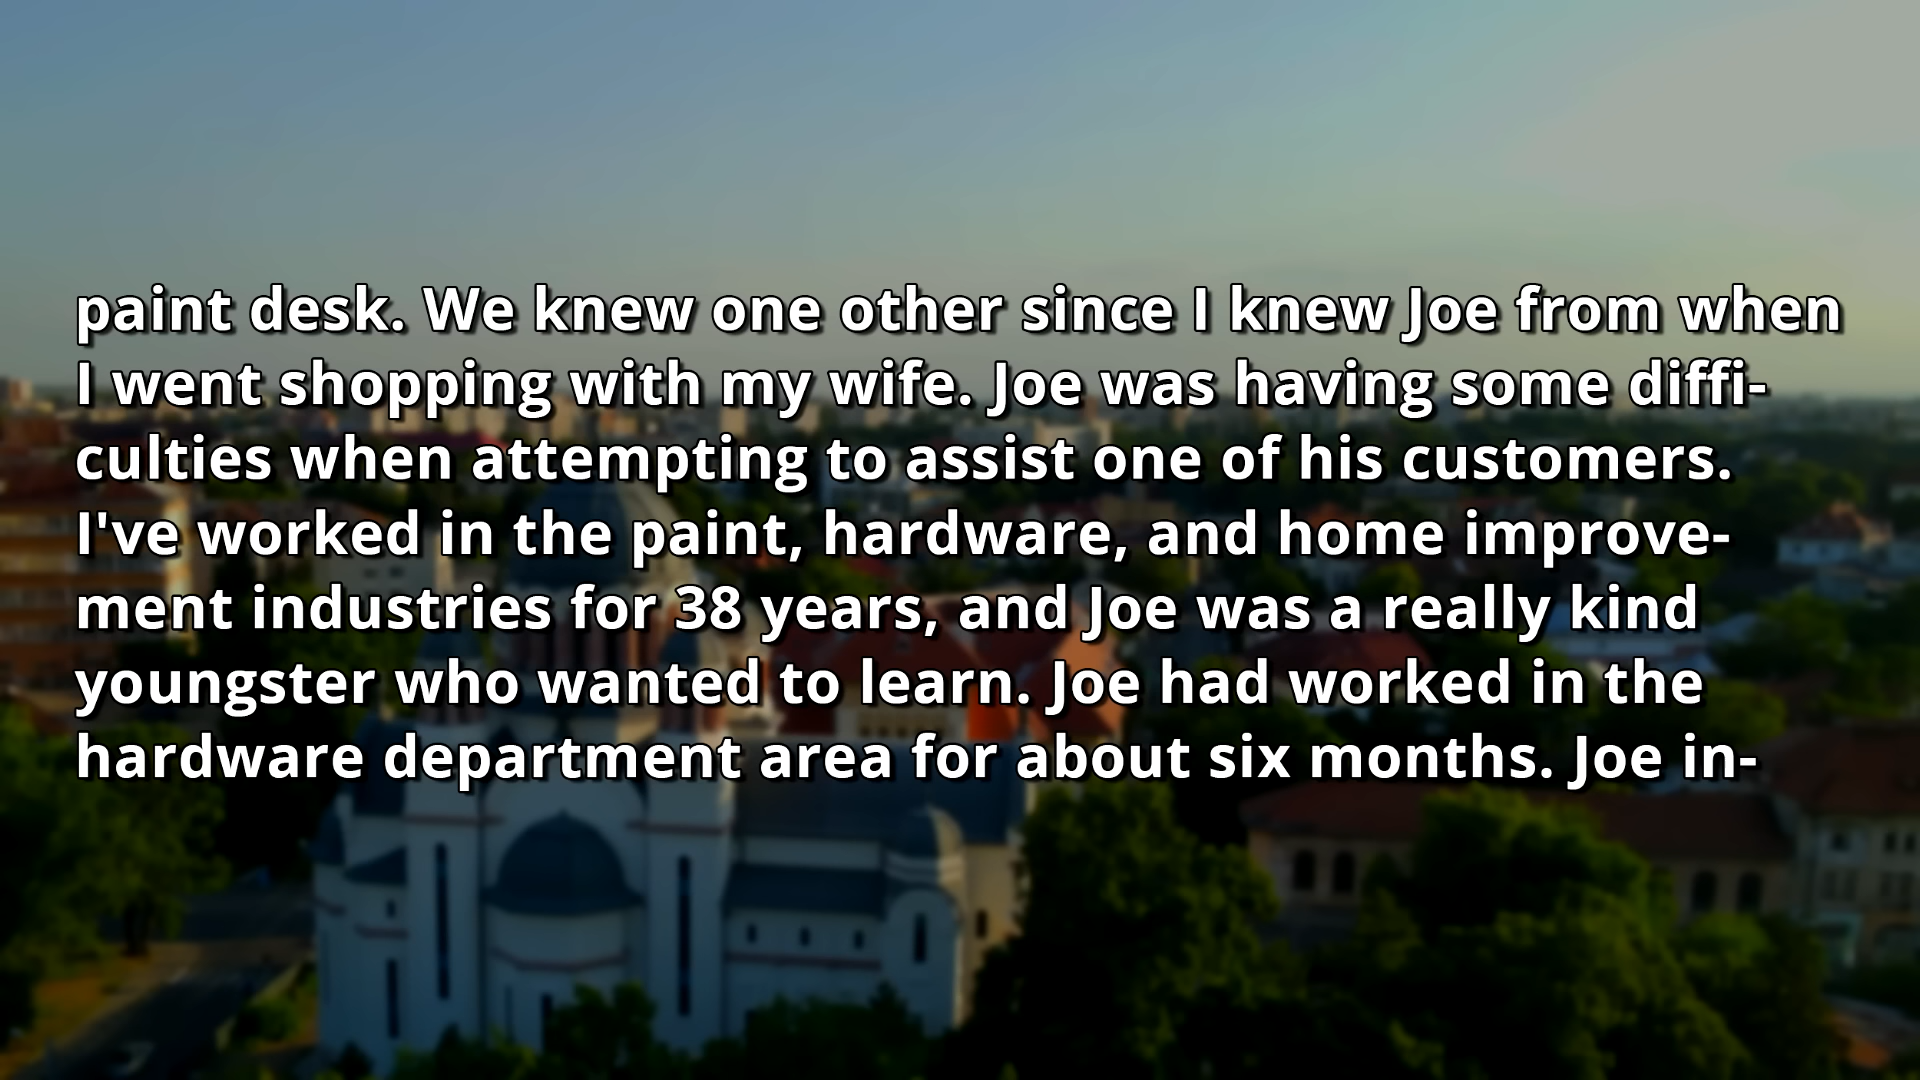 paint desk. We knew one other since I knew Joe from when
I went shopping with my wife. Joe was having some diffi-
culties when attempting to assist one of his customers.
I've worked in the paint, hardware, and home improve-
ment industries for 38 years, and Joe was a really kind
youngster who wanted to learn. Joe had worked in the
hardware department area for about six months. Joe in-